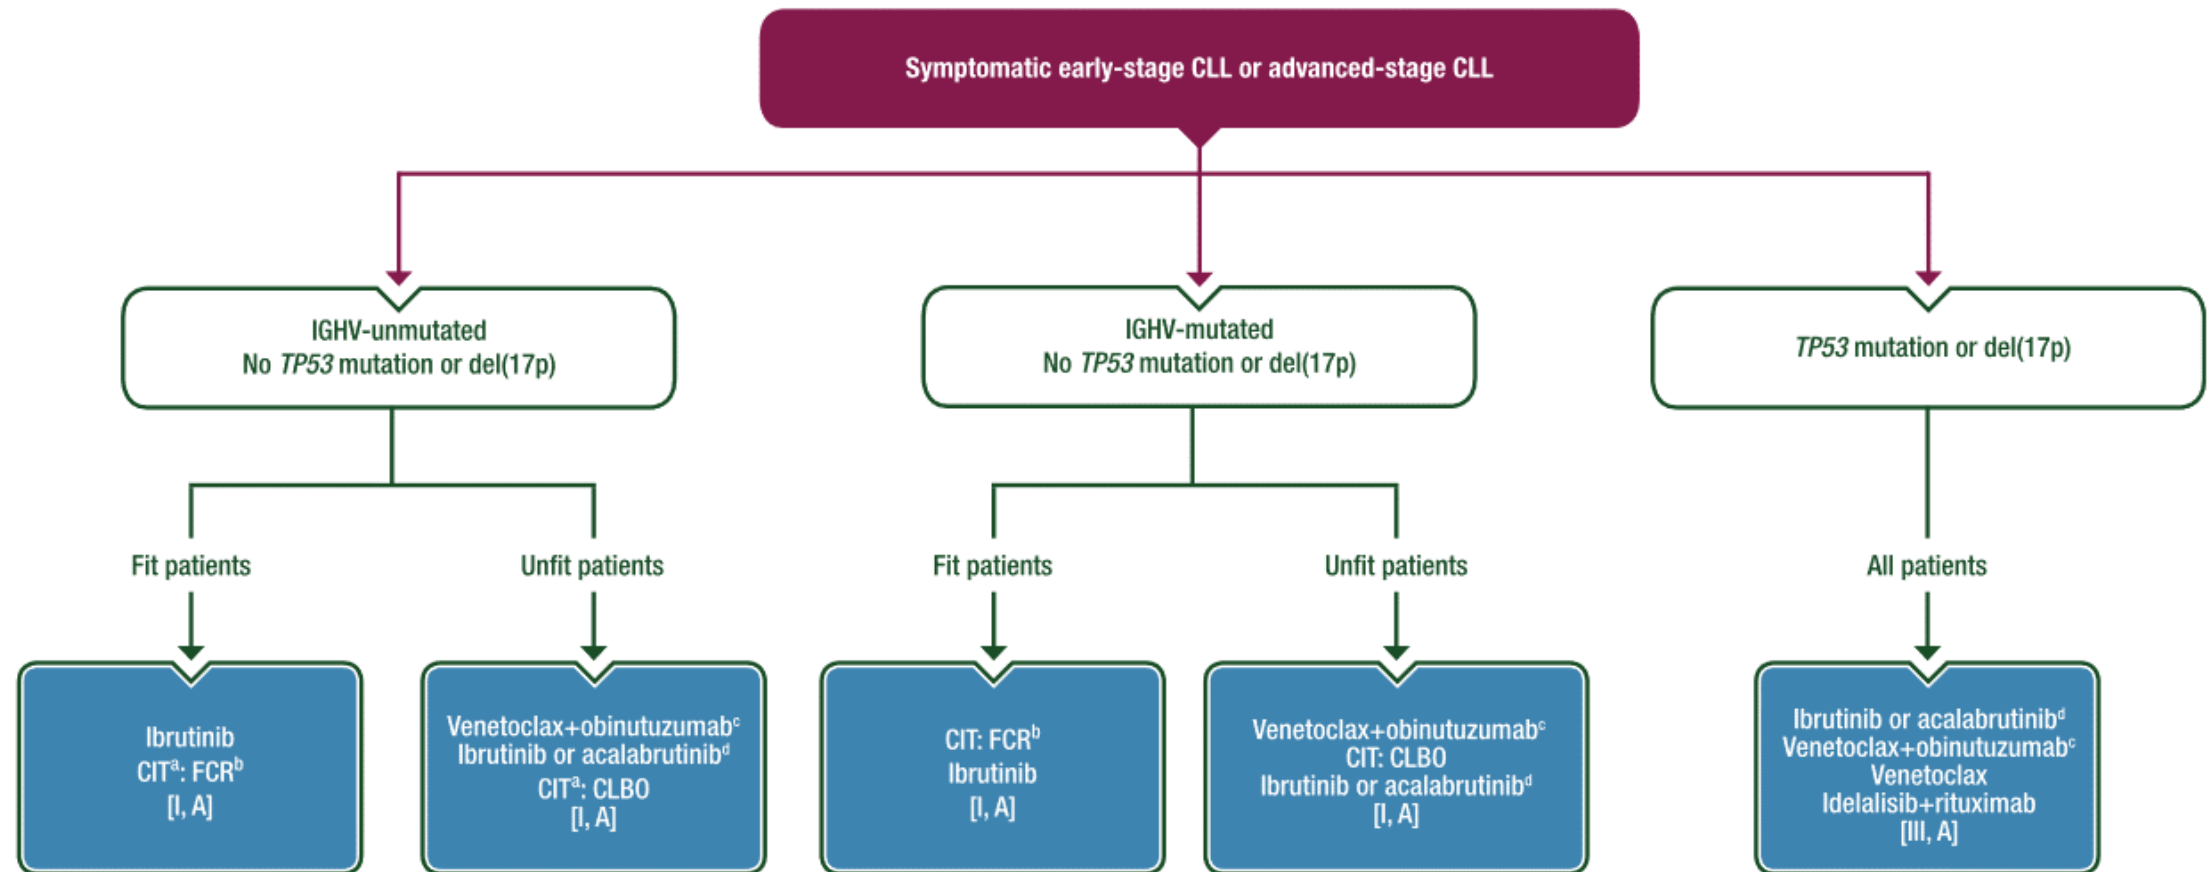 Symptomatic early-stage CLL or advanced-stage CLL
IGHV-unmutated
No TP53 mutation or del(17p)
IGHV-mutated
No TP53 mutation or del(17p)
TP53 mutation or del(17p)
Fit patients
Unfit patients
Fit patients
Unfit patients
All patients
Ibrutinib
CITᵃ: FCRᵇ
[I, A]
Venetoclax+obinutuzumabᶜ
Ibrutinib or acalabrutinibᵈ
CITᵃ: CLBO
[I, A]
CIT: FCRᵇ
Ibrutinib
[I, A]
Venetoclax+obinutuzumabᶜ
CIT: CLBO
Ibrutinib or acalabrutinibᵈ
[I, A]
Ibrutinib or acalabrutinibᵈ
Venetoclax+obinutuzumabᶜ
Venetoclax
Idelalisib+rituximab
[III, A]